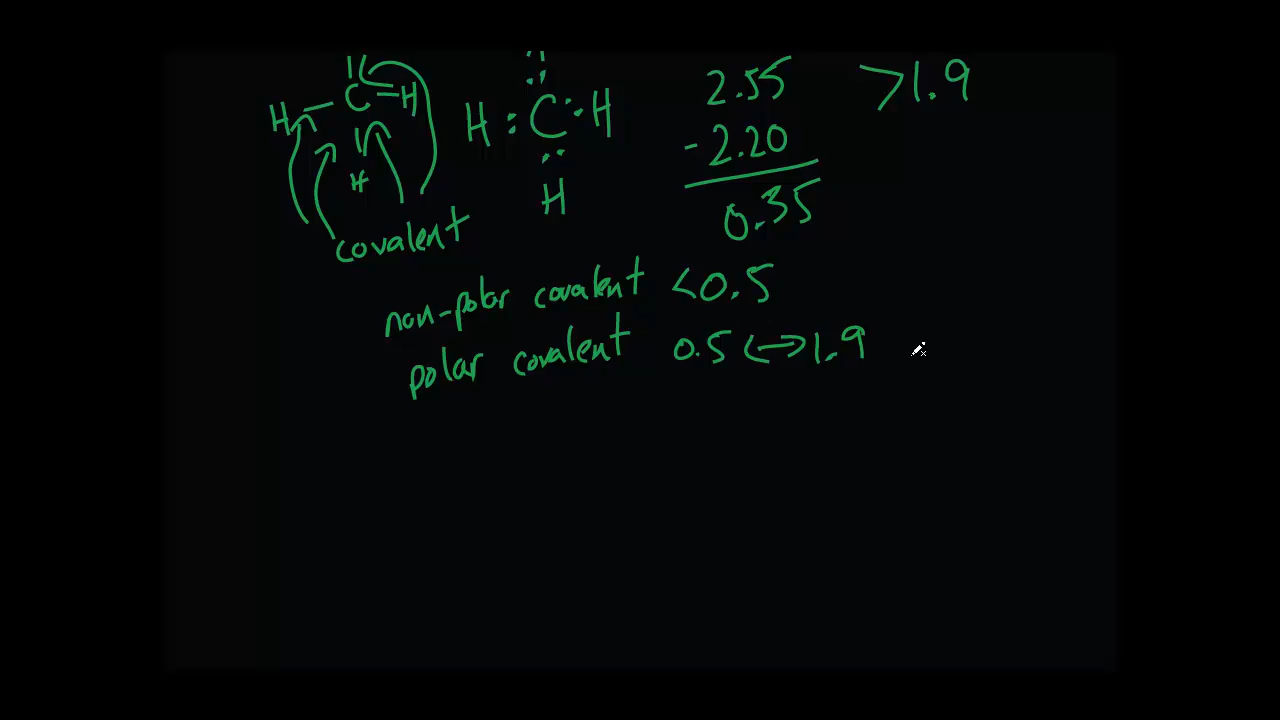 H C H
H
H : C : H
H
2.55
-2.20
0.35
>1.9
covalent
non-polar covalent <0.5
polar covalent 0.5 <-> 1.9